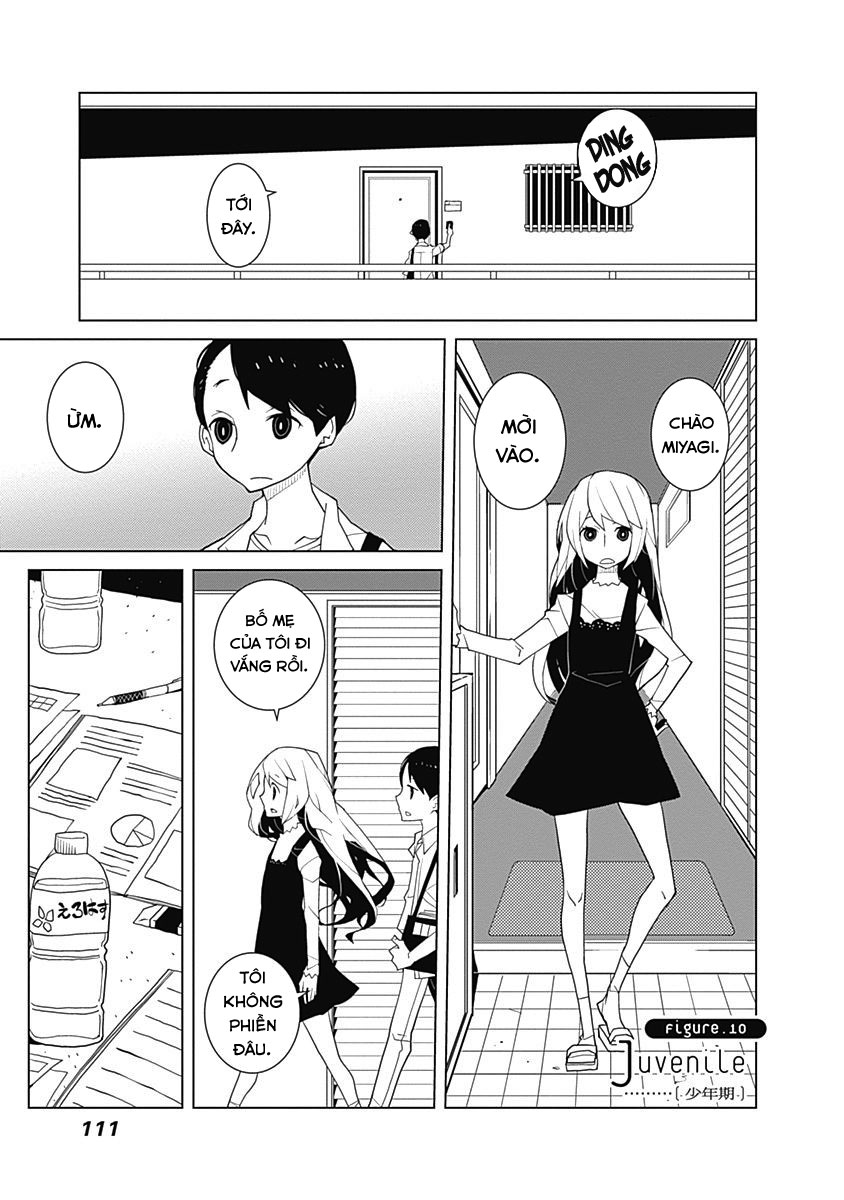 DING
DONG
TỚI
ĐÂY.
CHÀO
MIYAGI.
MỜI
VÀO.
Figure.10
Juvenile
(少年期)
ỪM.
BỐ MẸ
CỦA TÔI ĐI
VẮNG RỒI.
TÔI
KHÔNG
PHIỀN
ĐÂU.
えろはす
111